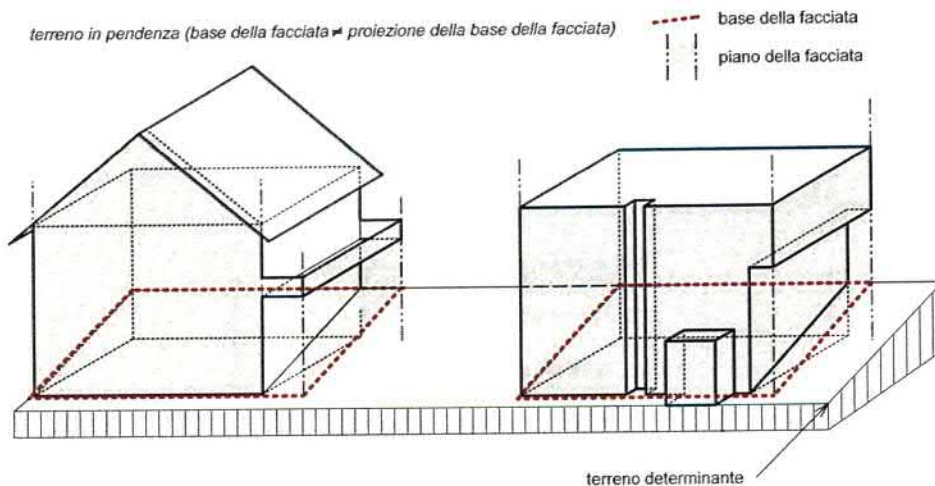 terreno in pendenza (base della facciata ≠ proiezione della base della facciata)
base della facciata
piano della facciata
terreno determinante